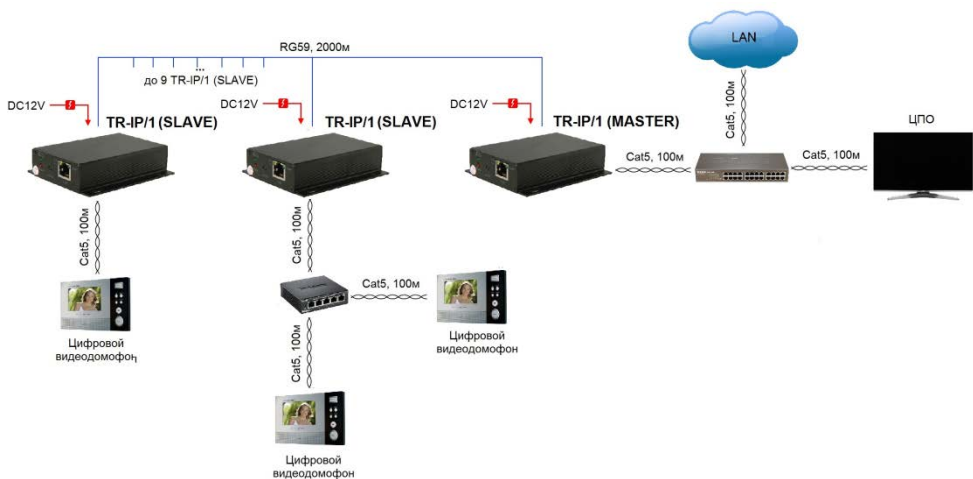 RG59, 2000м
LAN
...
до 9 TR-IP/1 (SLAVE)
DC12V
DC12V
DC12V
TR-IP/1 (SLAVE)
TR-IP/1 (SLAVE)
TR-IP/1 (MASTER)
Cat5, 100м
ЦПО
Cat5, 100м
Cat5, 100м
Cat5, 100м
Cat5, 100м
Cat5, 100м
Cat5, 100м
Цифровой
видеодомофон
Цифровой
видеодомофон
Цифровой
видеодомофон